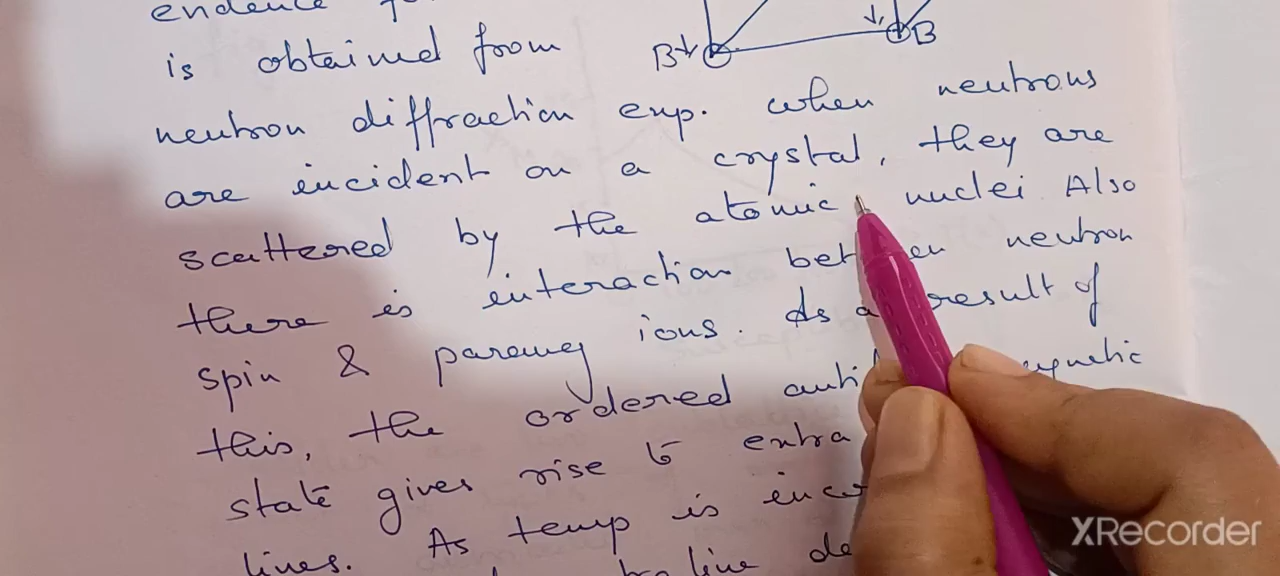 is obtained from
B
B
neutron diffraction exp. When neutrons
are incident on a crystal, they are
scattered by the atomic nuclei. Also
there is interaction between neutron
spin & paramag ions. As a result of
this, the ordered
state gives rise to extra
lines. As temp is
line de
XRecorder